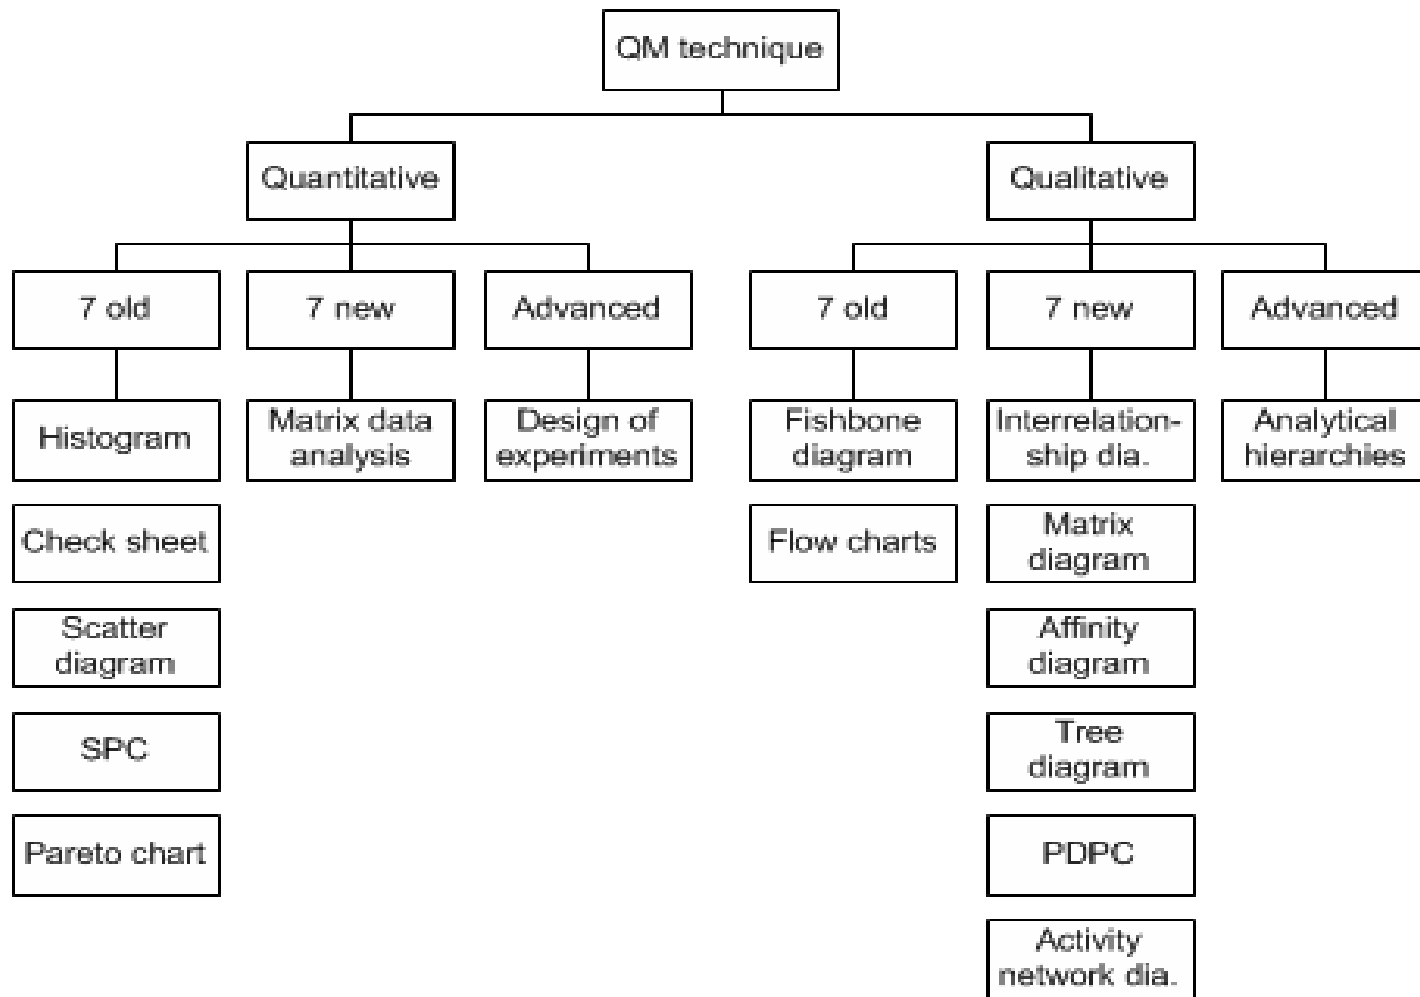 QM technique
Quantitative
Qualitative
7 old
7 new
Advanced
7 old
7 new
Advanced
Histogram
Matrix data
analysis
Design of
experiments
Fishbone
diagram
Interrelation-
ship dia.
Analytical
hierarchies
Check sheet
Flow charts
Matrix
diagram
Scatter
diagram
Affinity
diagram
SPC
Tree
diagram
Pareto chart
PDPC
Activity
network dia.